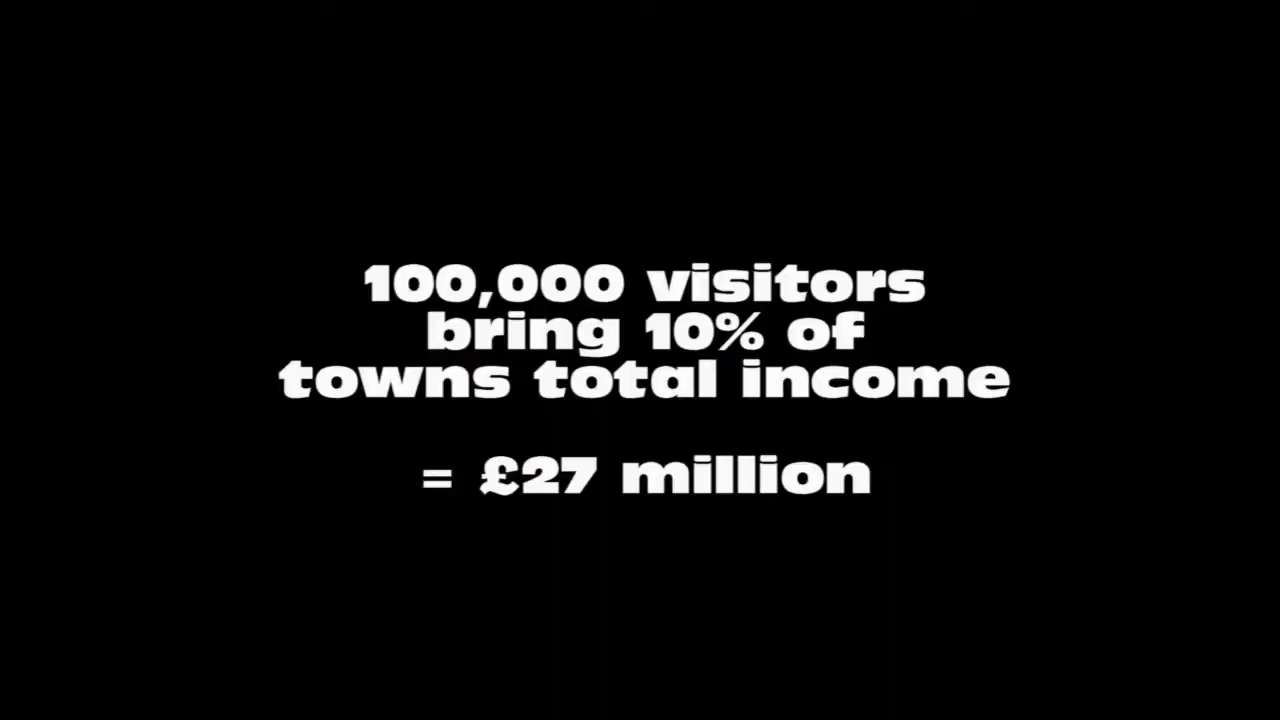 100,000 visitors
bring 10% of
towns total income
= £27 million